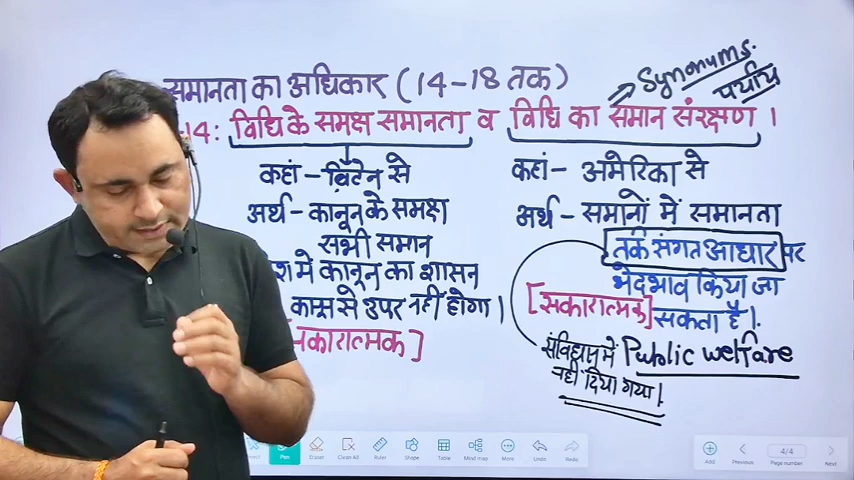 समानता का अधिकार (14-18 तक)
Synonyms.
पर्याय
14: विधि के समक्ष समानता व विधि का समान संरक्षण ।
कहां - ब्रिटेन से
अर्थ - कानून के समक्ष
सभी समान
में कानून का शासन
से उपर नहीं होगा ।
कहां - अमेरिका से
अर्थ - समानों में समानता
तर्क संगत आधार पर
भेदभाव किया जा
[सकारात्मक] सकता है ।
संविधान में Public welfare
नहीं दिया गया ।
Pen
Eraser
Clean All
Ruler
Shape
Table
Mind map
More
Undo
Redo
Add
Previous
4/4
Page number
Next